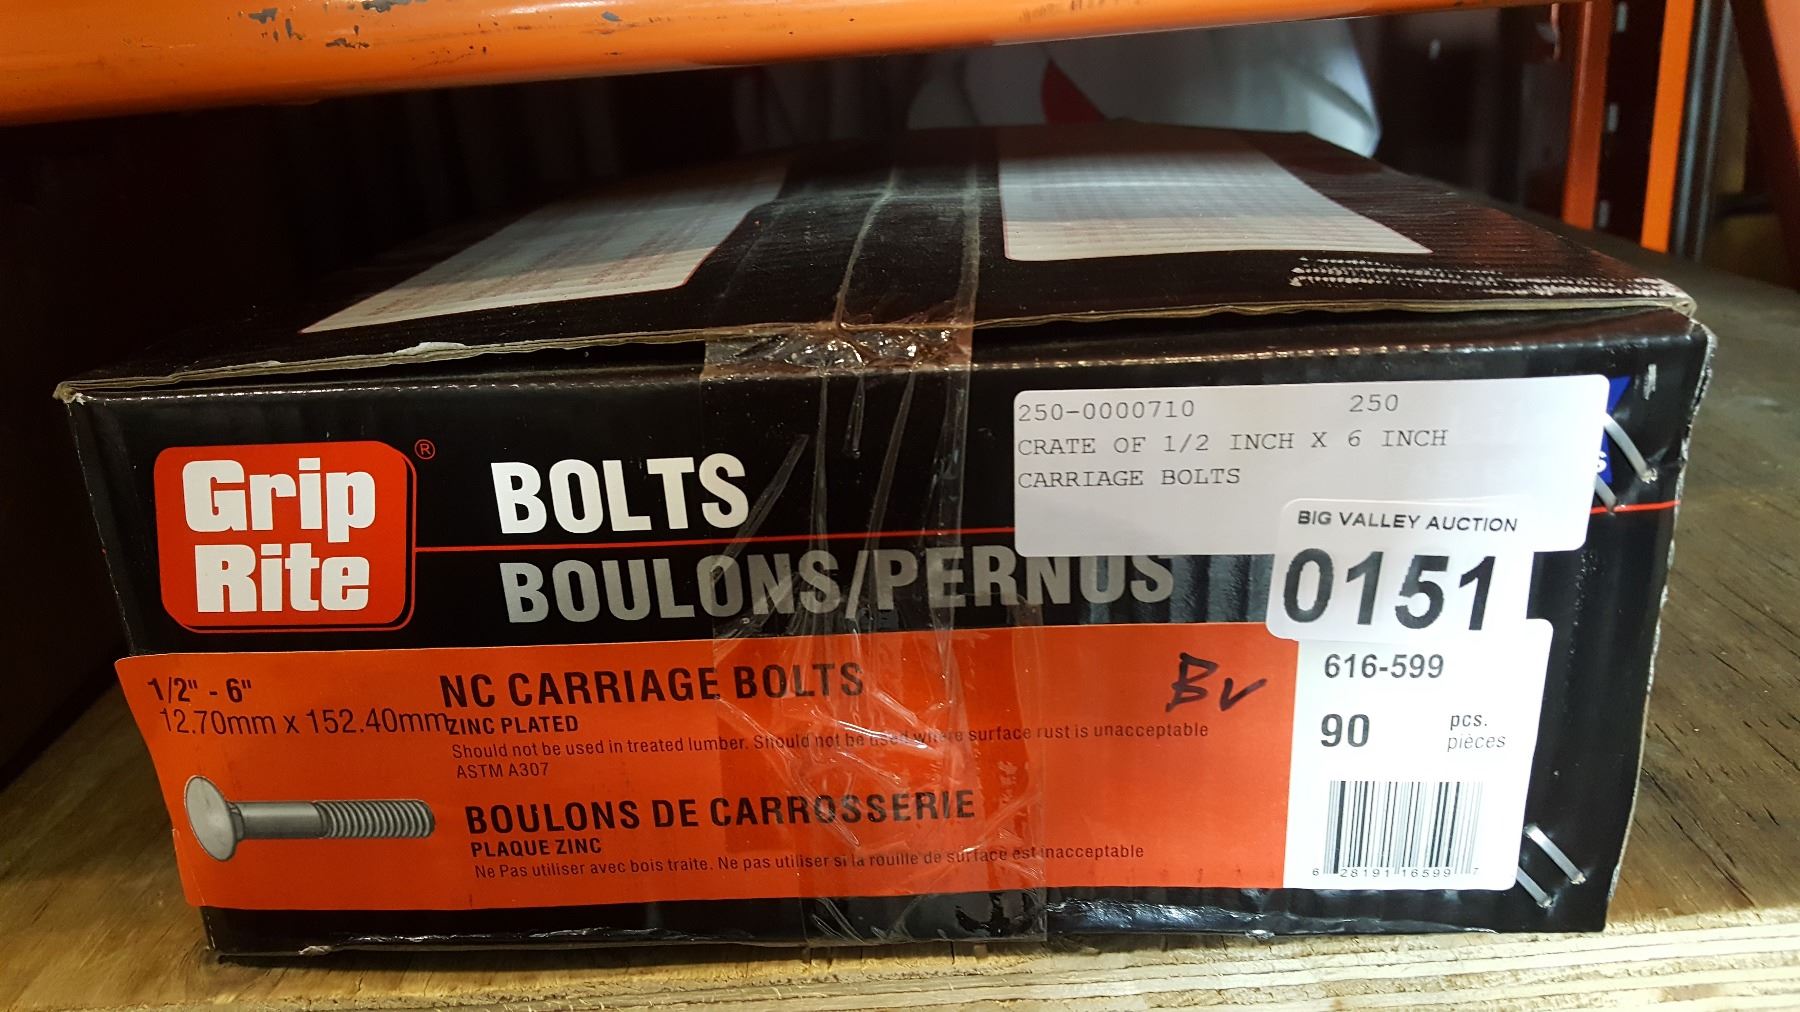 250-0000710 250
CRATE OF 1/2 INCH X 6 INCH
CARRIAGE BOLTS
BIG VALLEY AUCTION
0151
Grip
Rite
®
BOLTS
BOULONS/PERNOS
1/2" - 6"
12.70mm x 152.40mm
NC CARRIAGE BOLTS
ZINC PLATED
Should not be used in treated lumber. Should not be used where surface rust is unacceptable
ASTM A307
BOULONS DE CARROSSERIE
PLAQUE ZINC
Ne Pas utiliser avec bois traite. Ne pas utiliser si la rouille de surface est inacceptable
BV
616-599
90 pcs.
pièces
6 28191 16599 7